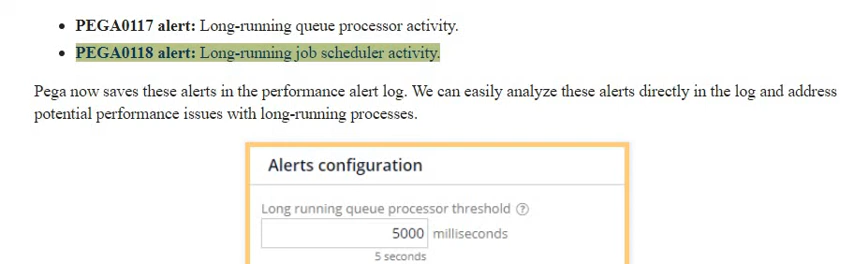 PEGA0117 alert: Long-running queue processor activity.
PEGA0118 alert: Long-running job scheduler activity.
Pega now saves these alerts in the performance alert log. We can easily analyze these alerts directly in the log and address
potential performance issues with long-running processes.
Alerts configuration
Long running queue processor threshold ?
5000 milliseconds
5 seconds